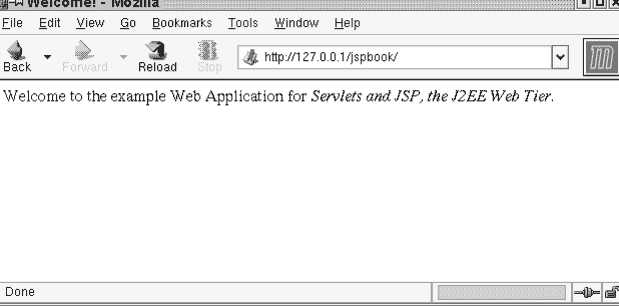 Welcome! - Mozilla
File Edit View Go Bookmarks Tools Window Help
Back Forward Reload Stop http://127.0.0.1/jspbook/
Welcome to the example Web Application for Servlets and JSP, the J2EE Web Tier.
Done